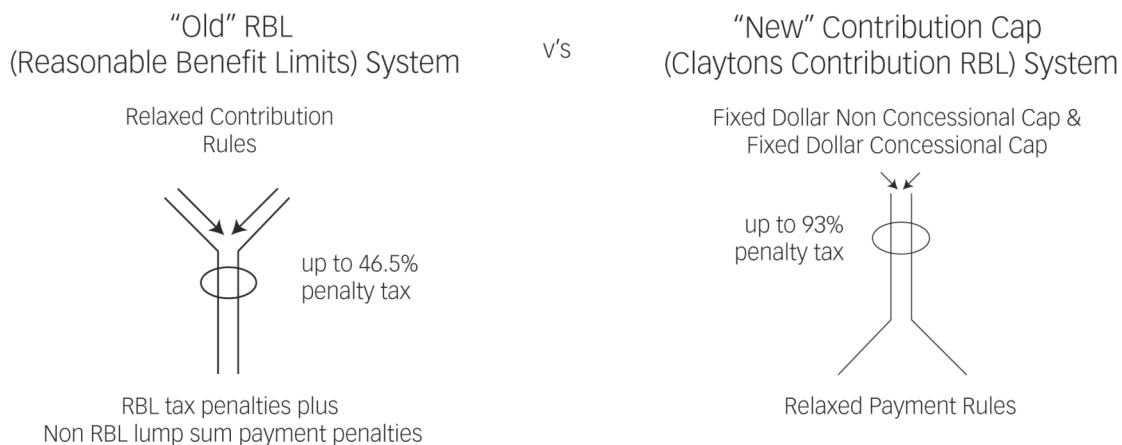 “Old” RBL
(Reasonable Benefit Limits) System
v’s
“New” Contribution Cap
(Claytons Contribution RBL) System
Relaxed Contribution
Rules
up to 46.5%
penalty tax
RBL tax penalties plus
Non RBL lump sum payment penalties
Fixed Dollar Non Concessional Cap &
Fixed Dollar Concessional Cap
up to 93%
penalty tax
Relaxed Payment Rules